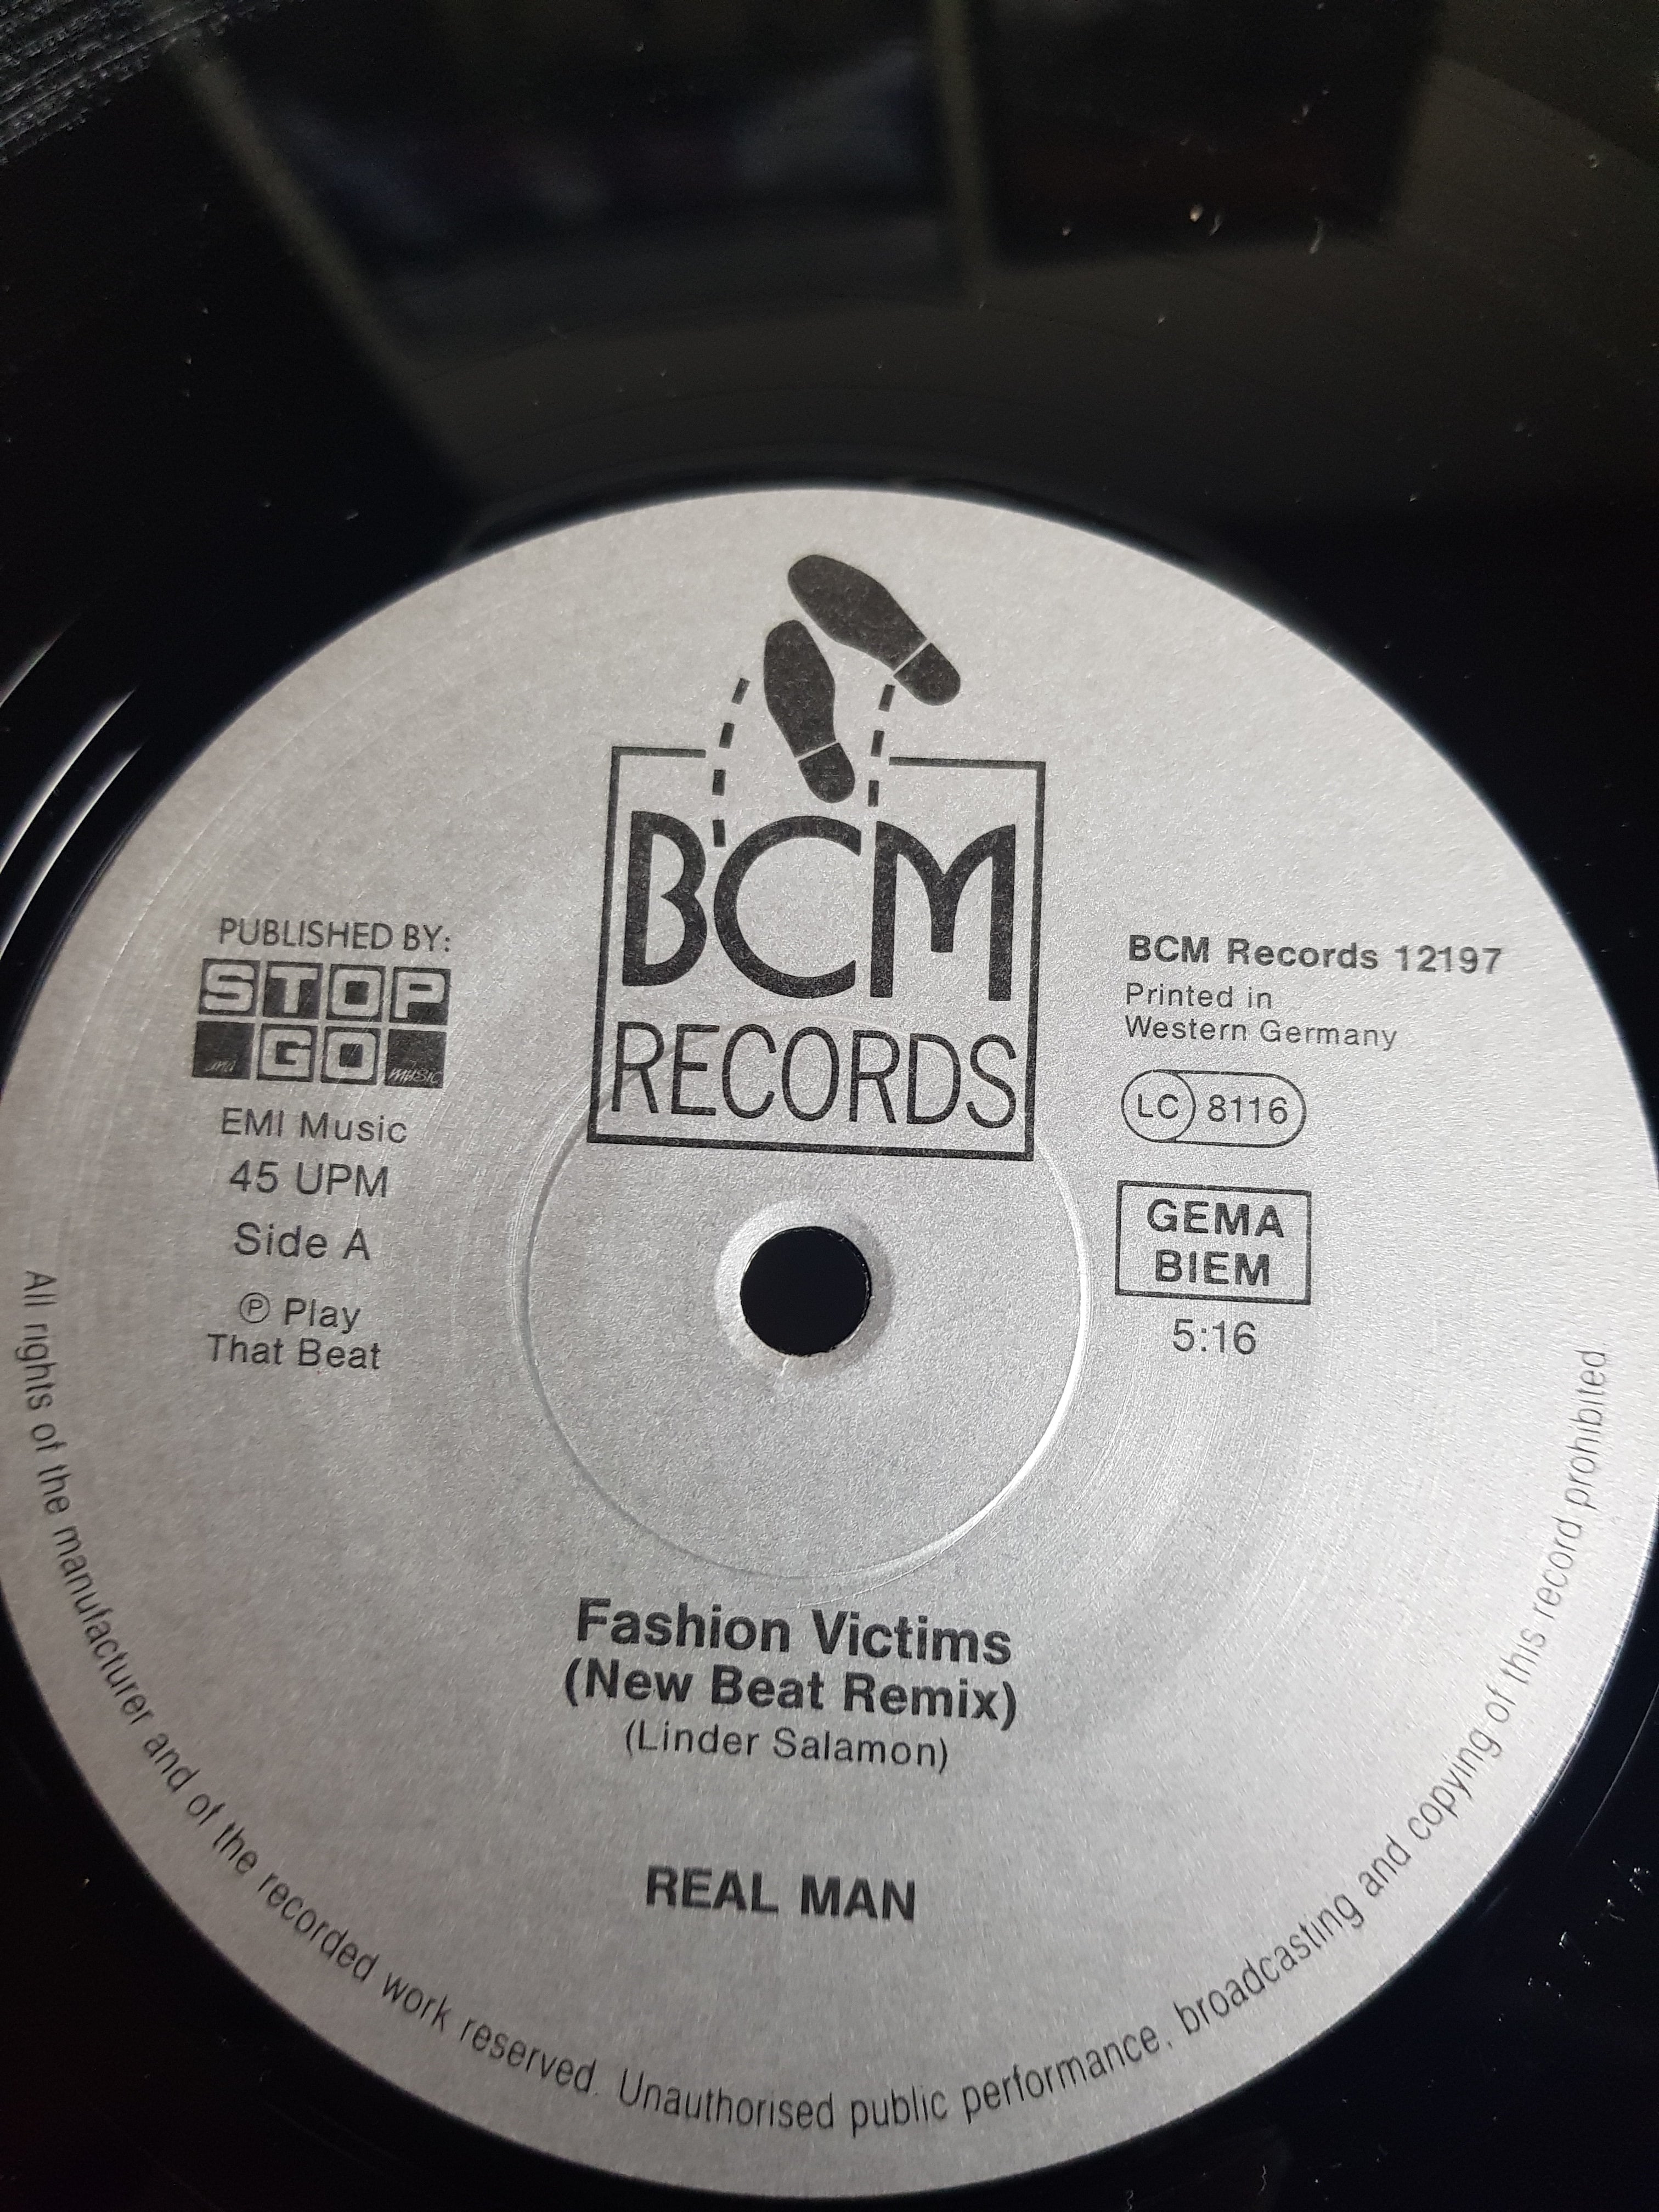 BCM
RECORDS
PUBLISHED BY:
STOP
and GO music
EMI Music
45 UPM
Side A
Ⓟ Play
That Beat
BCM Records 12197
Printed in
Western Germany
LC 8116
GEMA
BIEM
5:16
Fashion Victims
(New Beat Remix)
(Linder Salamon)
REAL MAN
All rights of the manufacturer and of the recorded work reserved. Unauthorised public performance, broadcasting and copying of this record prohibited